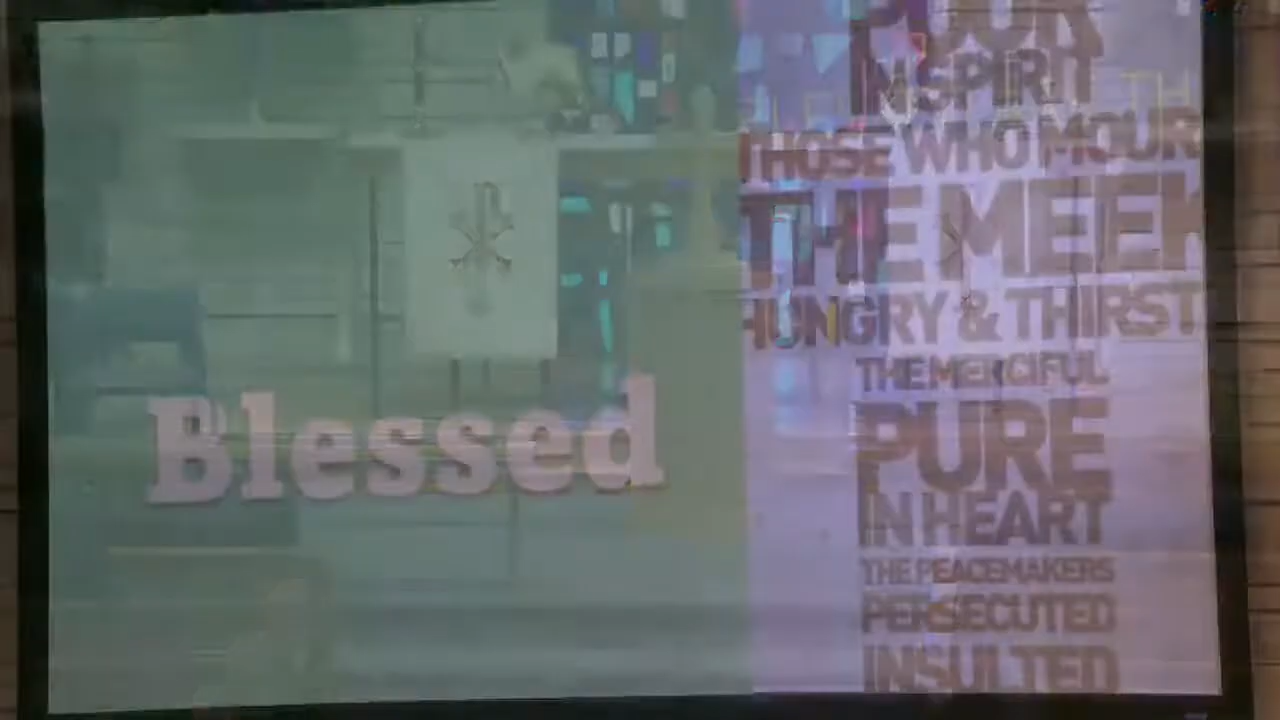 Blessed
POOR
IN SPIRIT
THOSE WHO MOUR
THE MEEK
HUNGRY & THIRST
THE MERCIFUL
PURE
IN HEART
THE PEACEMAKERS
PERSECUTED
INSULTED